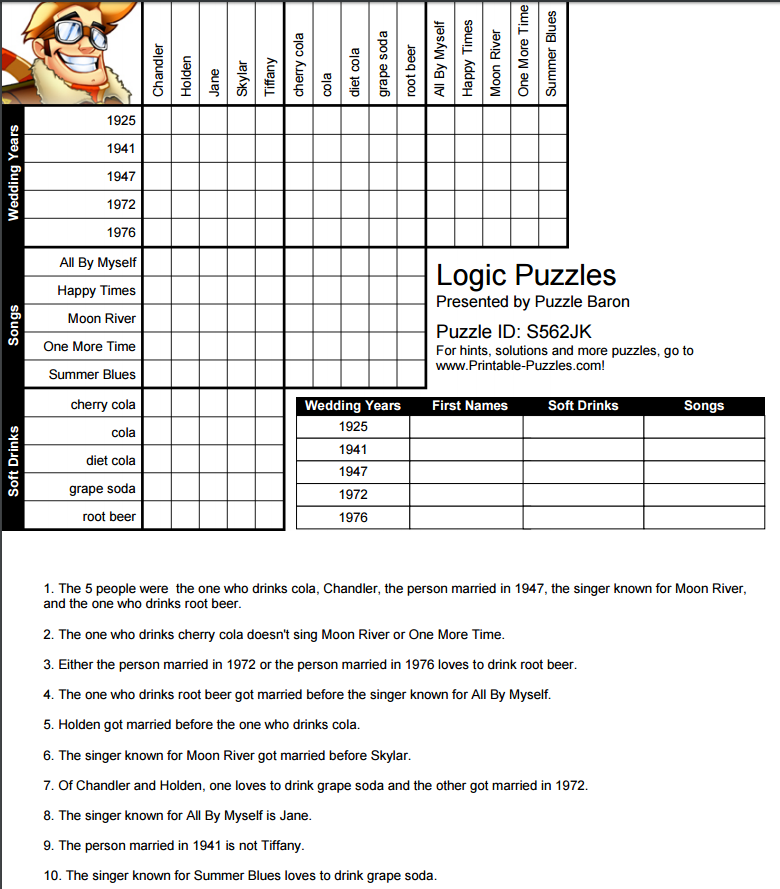 Chandler Holden Jane Skylar Tiffany cherry cola cola diet cola grape soda root beer All By Myself Happy Times Moon River One More Time Summer Blues
Wedding Years
1925
1941
1947
1972
1976
Songs
All By Myself
Happy Times
Moon River
One More Time
Summer Blues
Logic Puzzles
Presented by Puzzle Baron
Puzzle ID: S562JK
For hints, solutions and more puzzles, go to
www.Printable-Puzzles.com!
Soft Drinks
cherry cola
cola
diet cola
grape soda
root beer
Wedding Years First Names Soft Drinks Songs
1925
1941
1947
1972
1976
1. The 5 people were the one who drinks cola, Chandler, the person married in 1947, the singer known for Moon River,
and the one who drinks root beer.
2. The one who drinks cherry cola doesn't sing Moon River or One More Time.
3. Either the person married in 1972 or the person married in 1976 loves to drink root beer.
4. The one who drinks root beer got married before the singer known for All By Myself.
5. Holden got married before the one who drinks cola.
6. The singer known for Moon River got married before Skylar.
7. Of Chandler and Holden, one loves to drink grape soda and the other got married in 1972.
8. The singer known for All By Myself is Jane.
9. The person married in 1941 is not Tiffany.
10. The singer known for Summer Blues loves to drink grape soda.